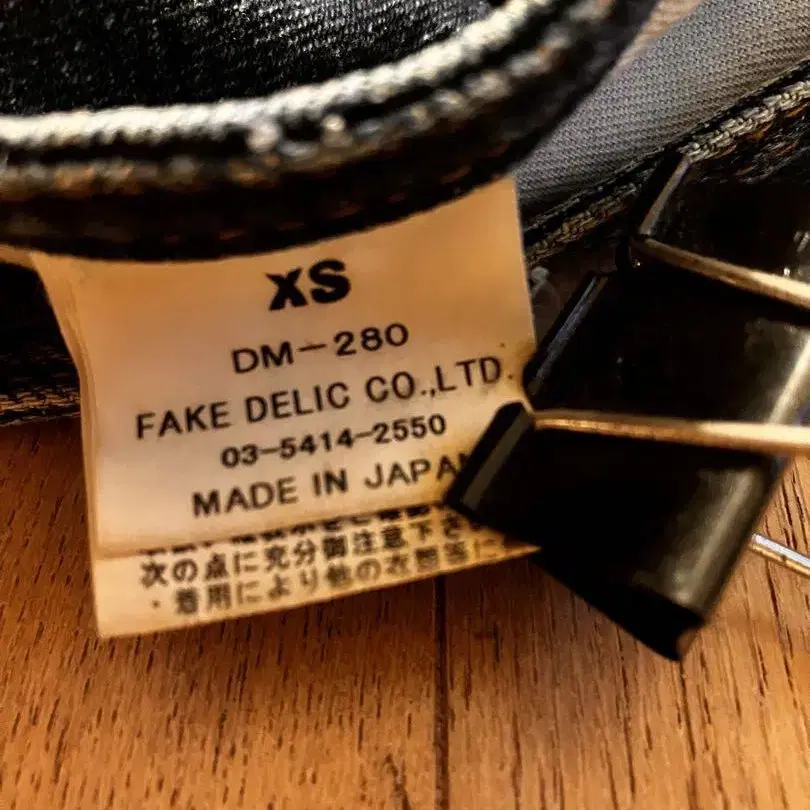 XS
DM-280
FAKE DELIC CO.,LTD.
03-5414-2550
MADE IN JAPAN
次の点に充分御注意下さ
・着用により他の衣類等に